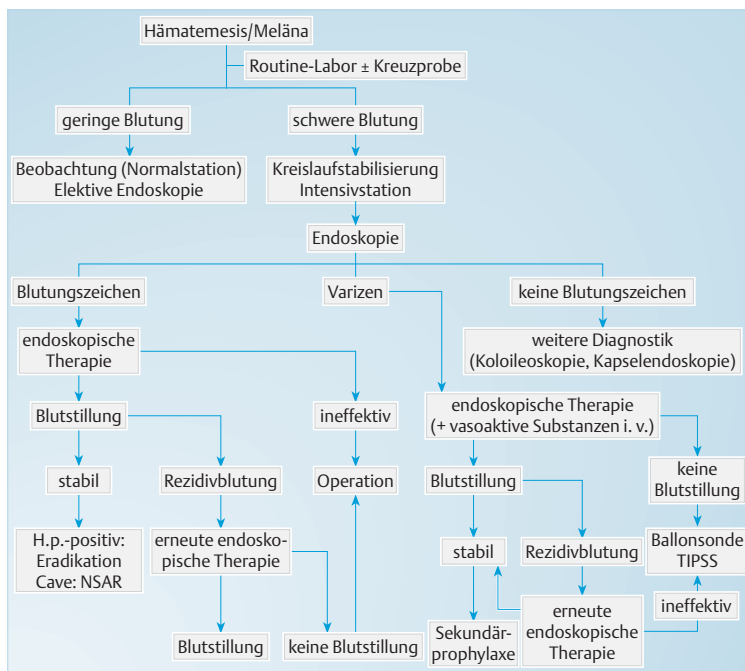 Hämatemesis/Meläna
Routine-Labor ± Kreuzprobe
geringe Blutung
schwere Blutung
Beobachtung (Normalstation)
Elektive Endoskopie
Kreislaufstabilisierung
Intensivstation
Endoskopie
Blutungszeichen
Varizen
keine Blutungszeichen
endoskopische
Therapie
weitere Diagnostik
(Koloileoskopie, Kapselendoskopie)
Blutstillung
ineffektiv
endoskopische Therapie
(+ vasoaktive Substanzen i. v.)
stabil
Rezidivblutung
Operation
Blutstillung
keine
Blutstillung
H.p.-positiv:
Eradikation
Cave: NSAR
erneute endosko-
pische Therapie
stabil
Rezidivblutung
Ballonsonde
TIPSS
Blutstillung
keine Blutstillung
Sekundär-
prophylaxe
erneute
endoskopische
Therapie
ineffektiv